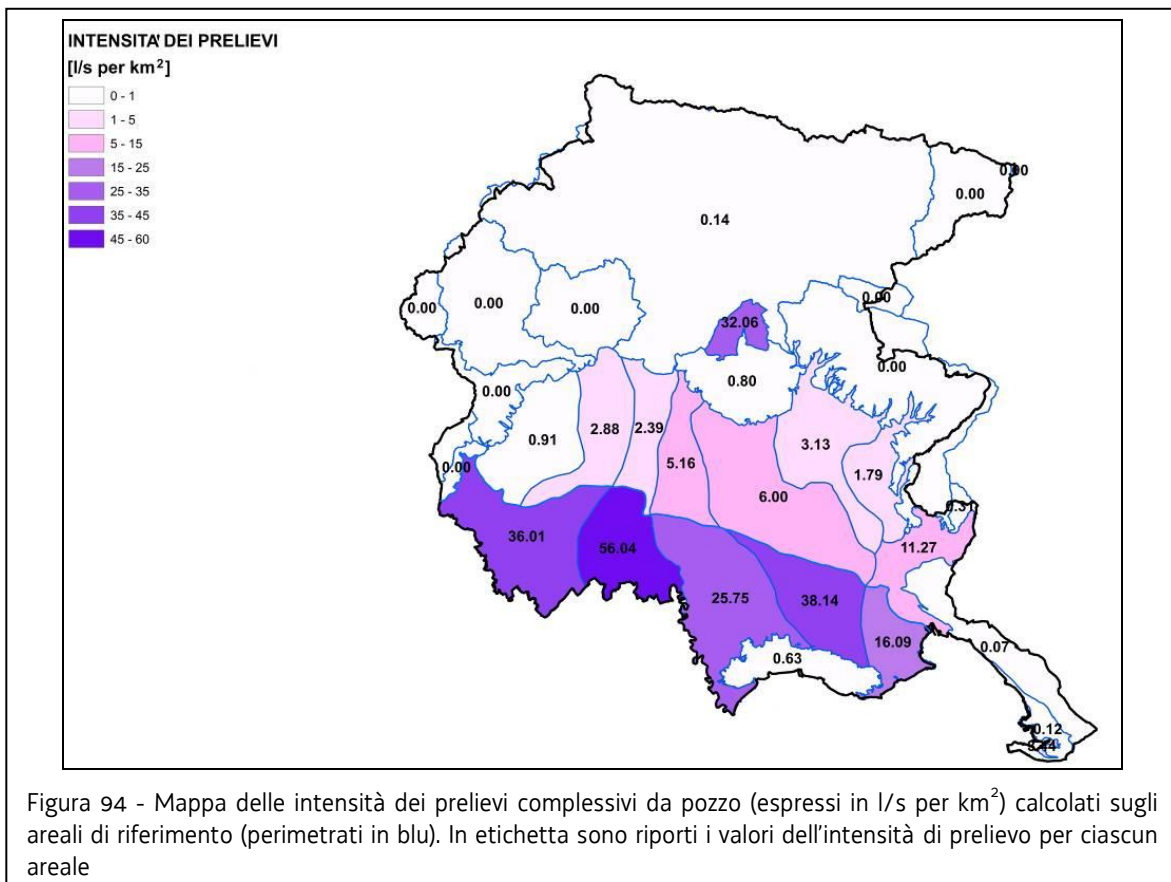 INTENSITA' DEI PRELIEVI
[l/s per km²]
0 - 1
1 - 5
5 - 15
15 - 25
25 - 35
35 - 45
45 - 60
0.00
0.00
0.14
0.00
0.00
0.00
0.00
32.06
0.00
0.80
0.00
0.91
2.88
2.39
3.13
5.16
1.79
0.00
6.00
0.31
36.01
56.04
11.27
25.75
38.14
16.09
0.07
0.63
0.12
Figura 94 - Mappa delle intensità dei prelievi complessivi da pozzo (espressi in l/s per km²) calcolati sugli
areali di riferimento (perimetrati in blu). In etichetta sono riporti i valori dell'intensità di prelievo per ciascun
areale